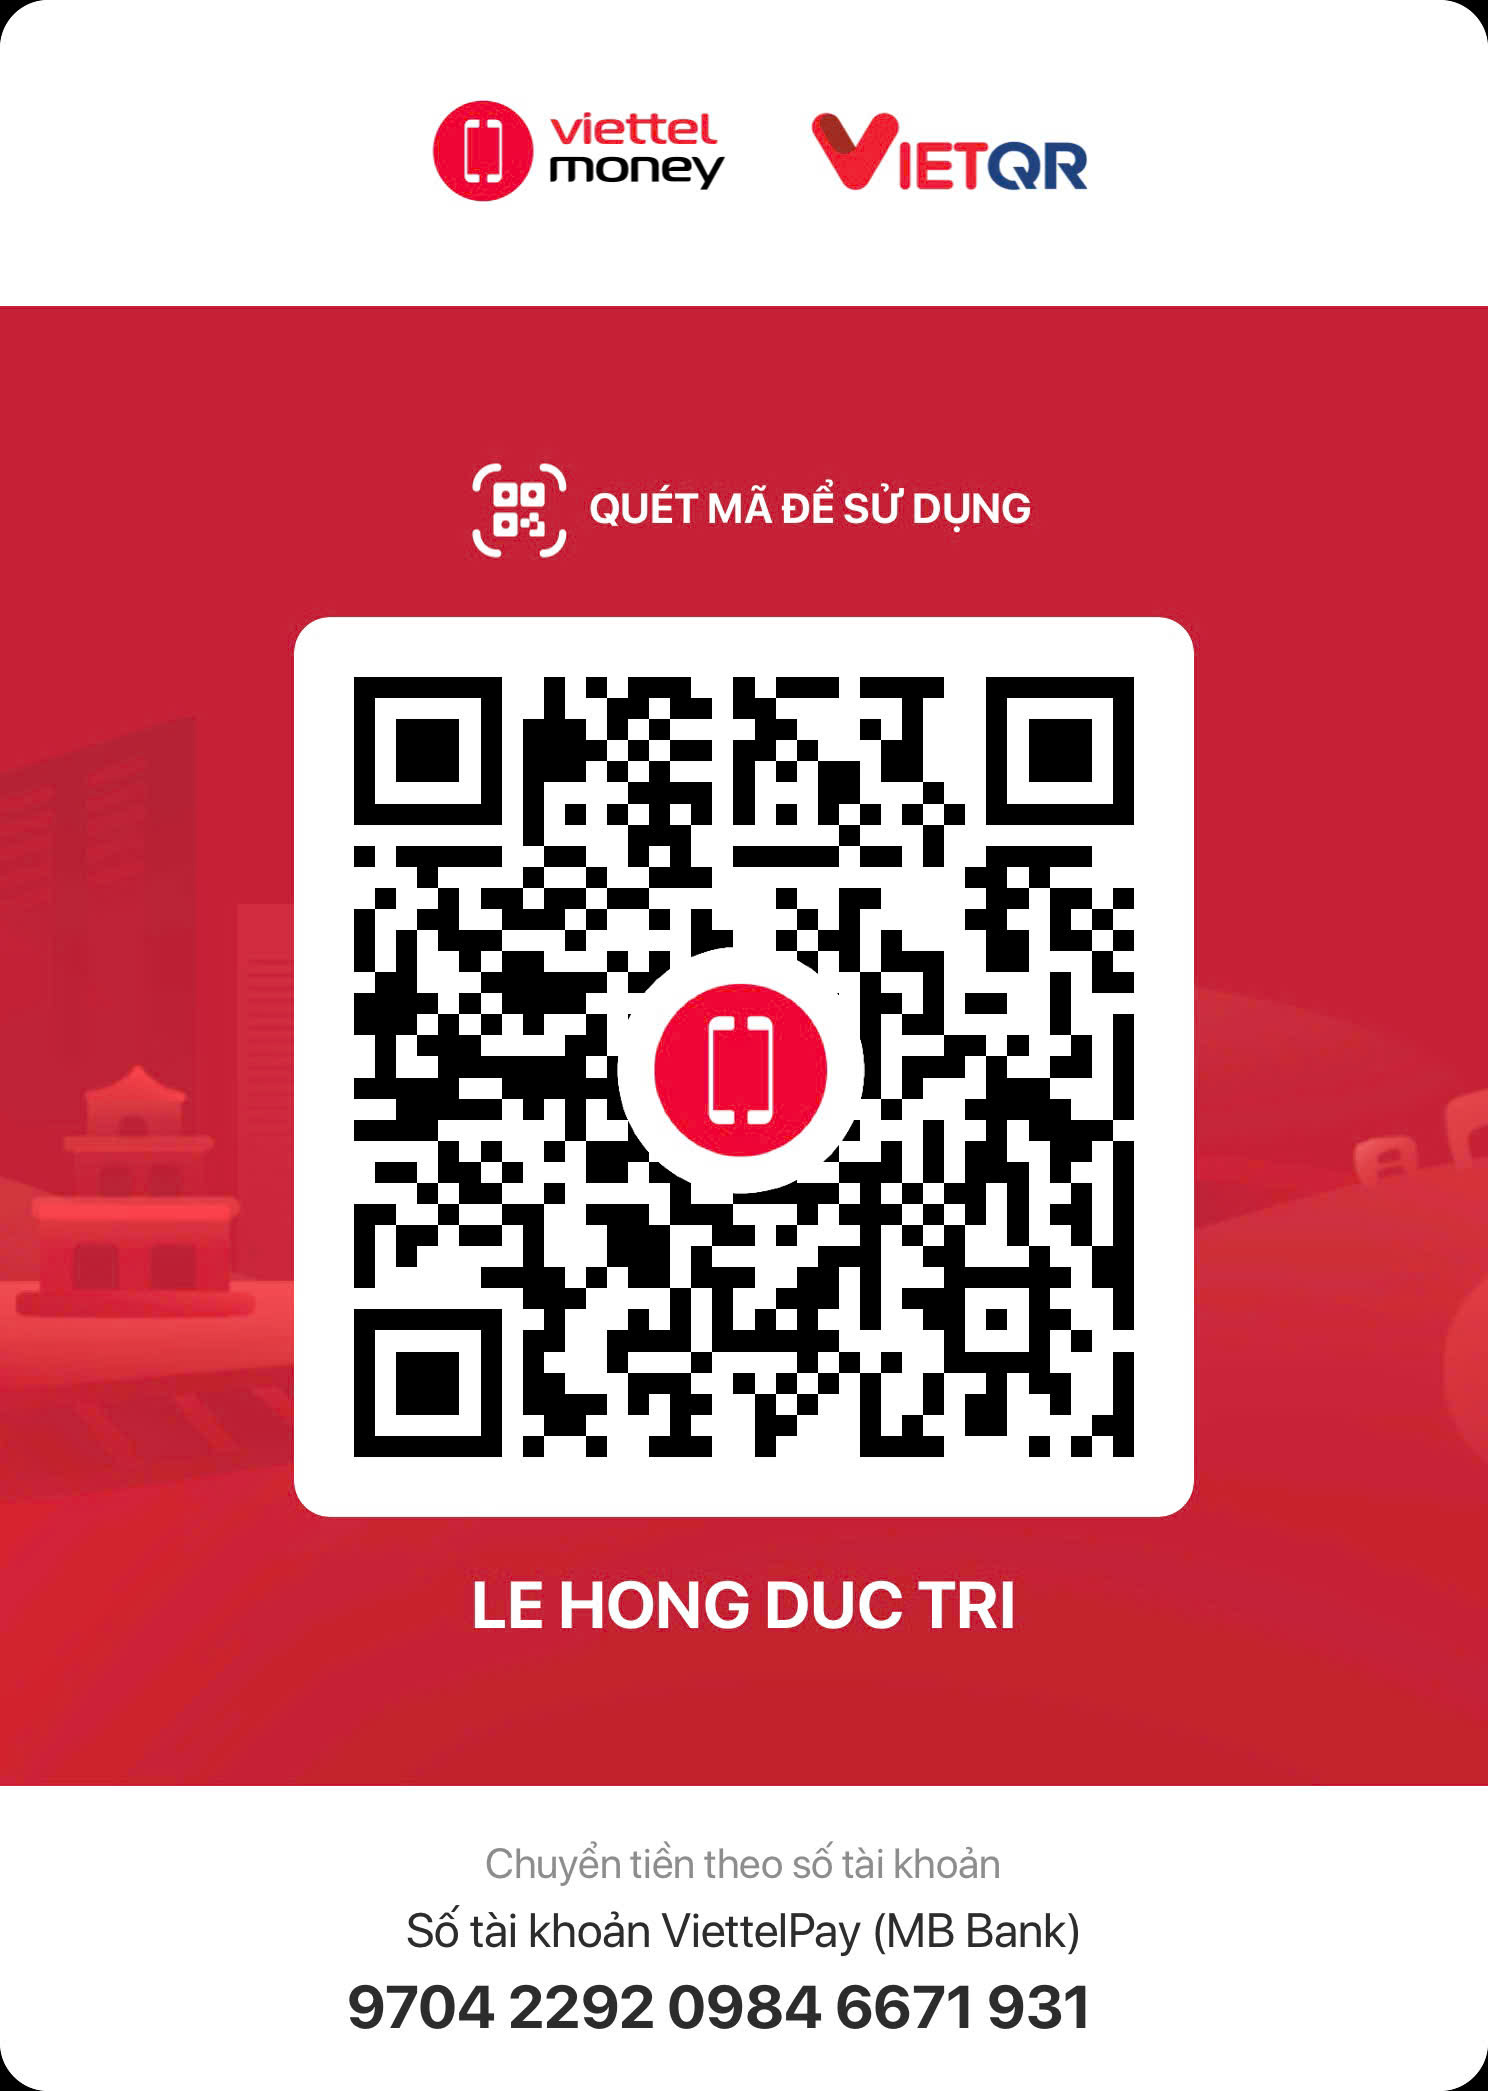 viettel
money
VIETQR
QUÉT MÃ ĐỂ SỬ DỤNG
LE HONG DUC TRI
Chuyển tiền theo số tài khoản
Số tài khoản ViettelPay (MB Bank)
9704 2292 0984 6671 931